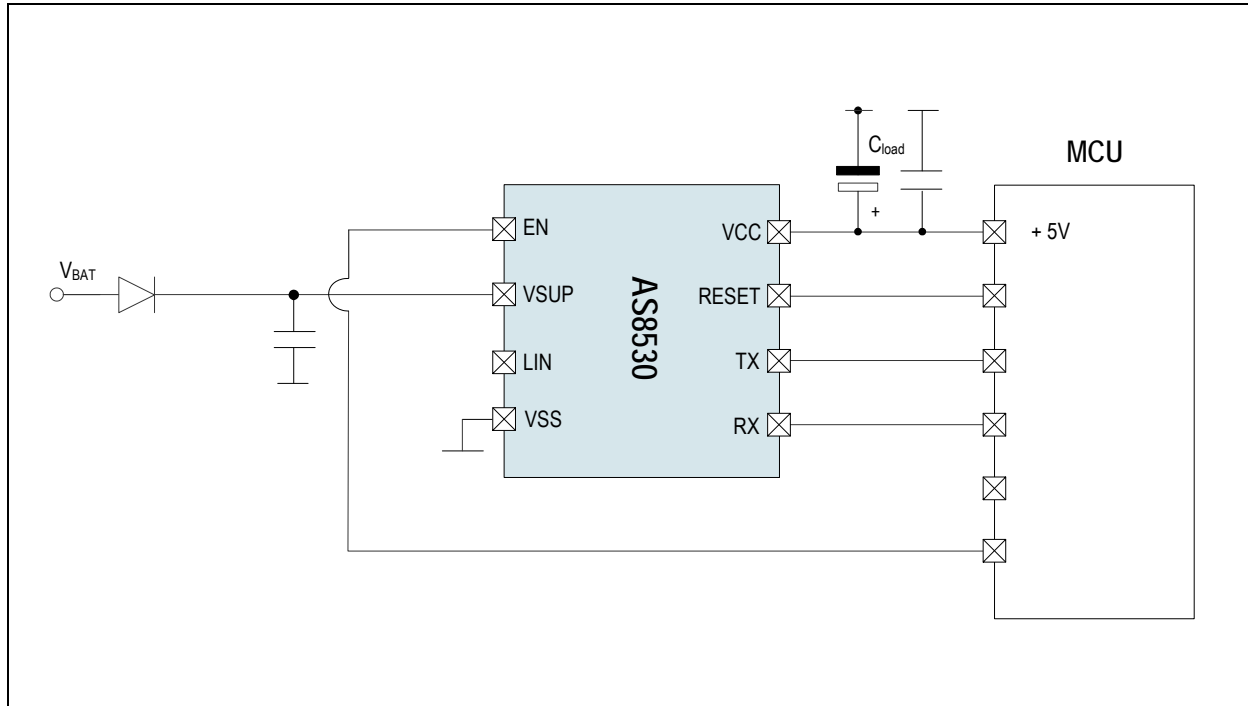 C_load
MCU
EN
VCC
+
+ 5V
V_BAT
VSUP
AS8530
RESET
LIN
TX
VSS
RX